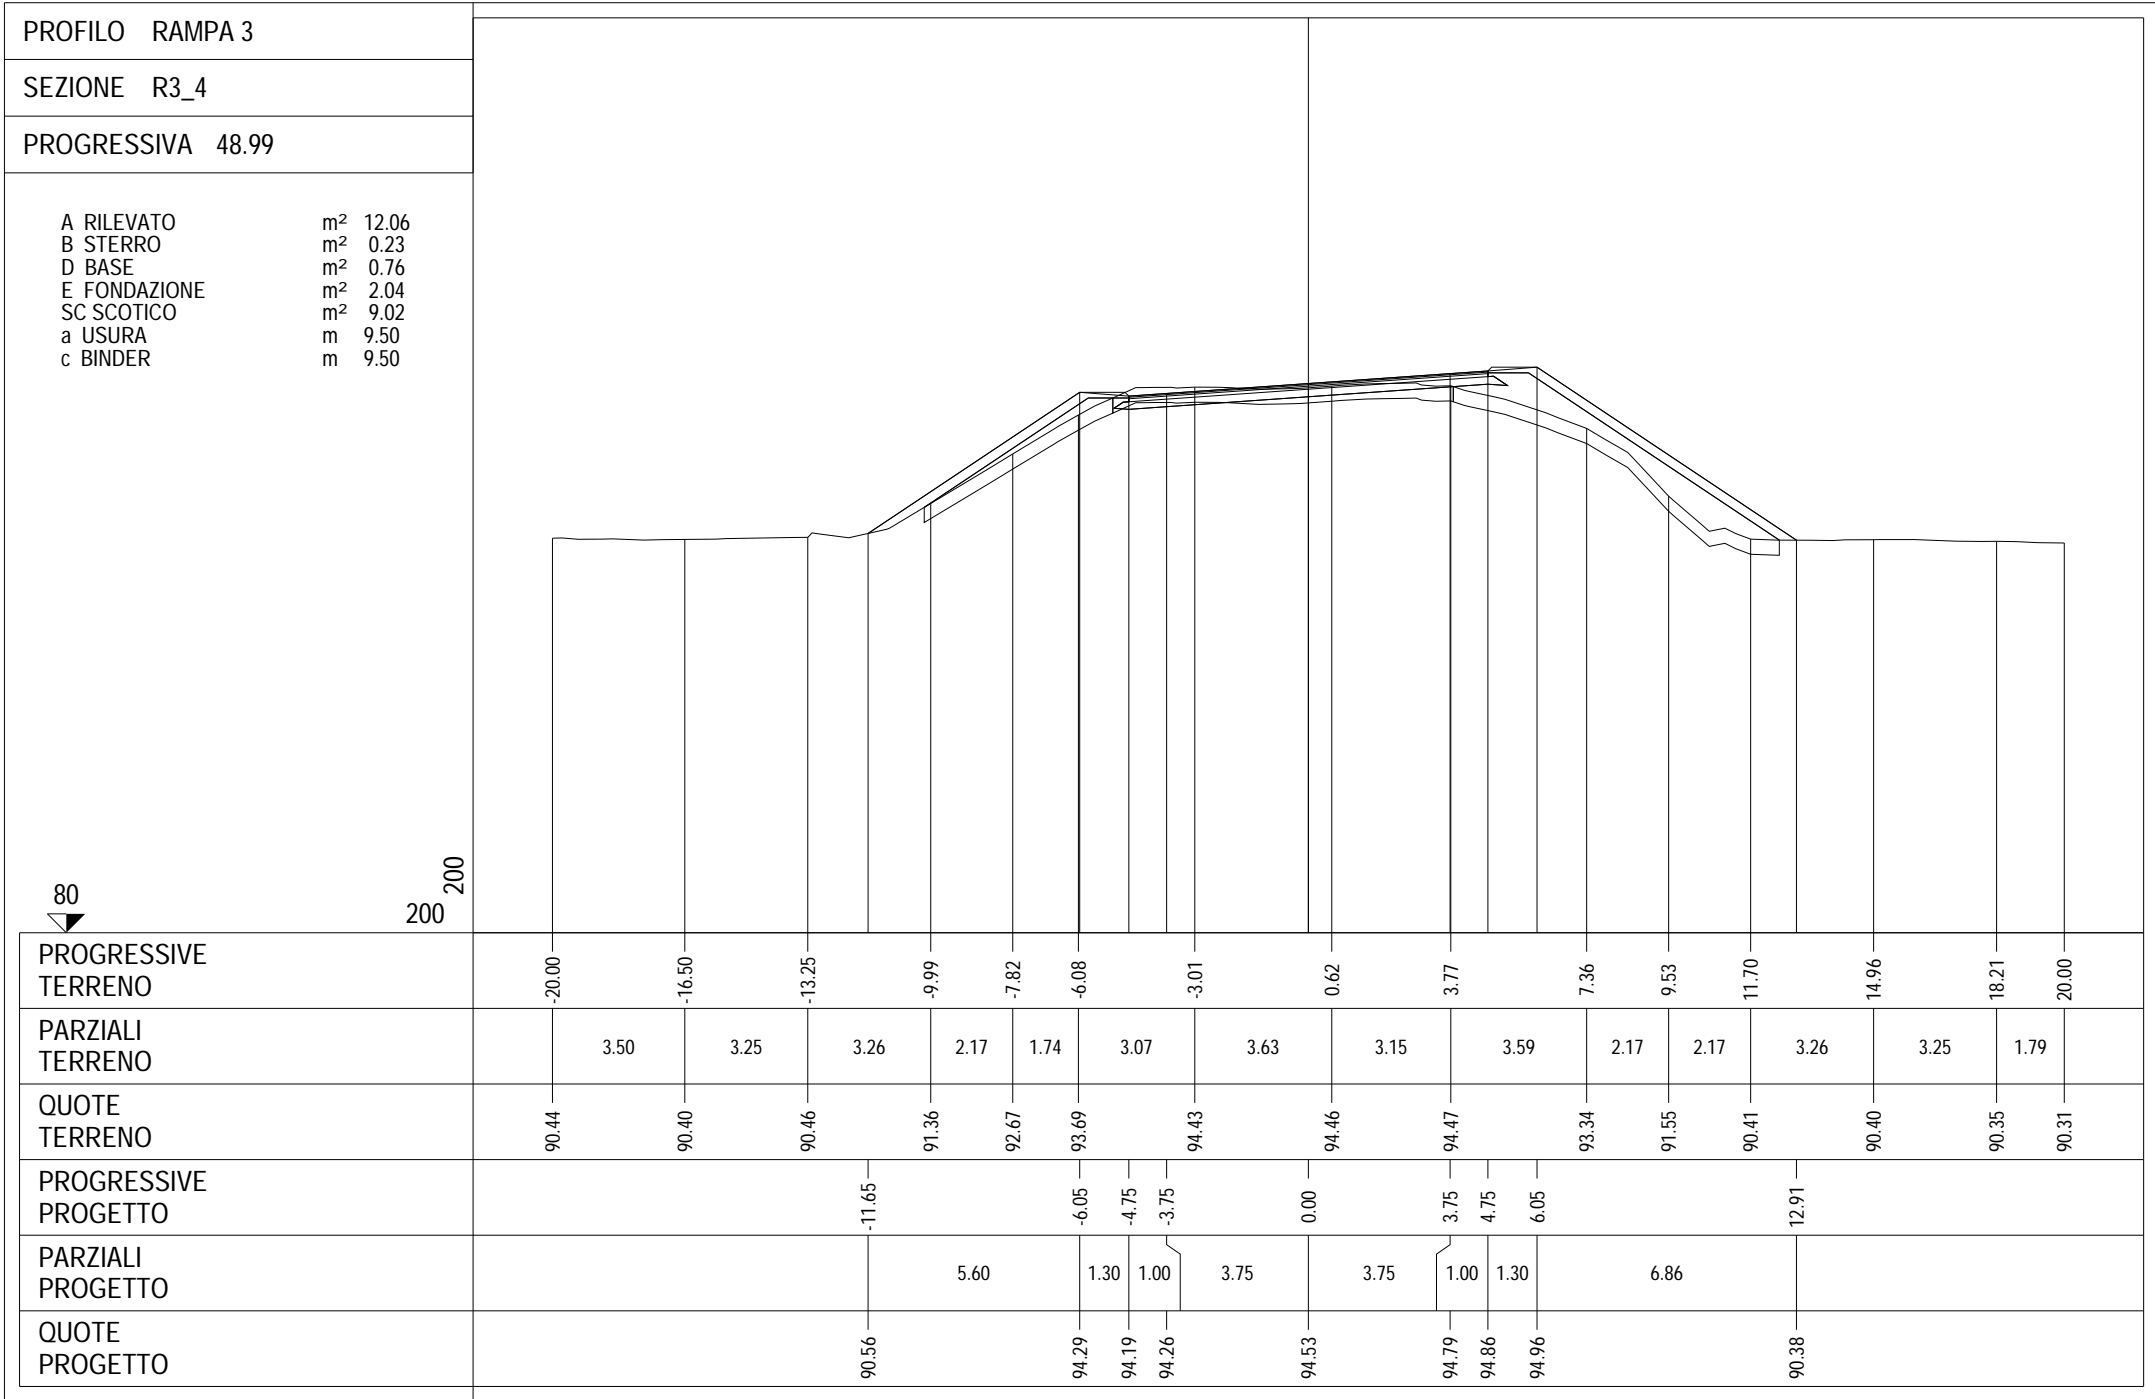 PROFILO RAMPA 3
SEZIONE R3_4
PROGRESSIVA 48.99
A RILEVATO m² 12.06
B STERRO m² 0.23
D BASE m² 0.76
E FONDAZIONE m² 2.04
SC SCOTICO m² 9.02
a USURA m 9.50
c BINDER m 9.50
200
80
200
PROGRESSIVE
TERRENO
-20.00 -16.50 -13.25 -9.99 -7.82 -6.08 -3.01 0.62 3.77 7.36 9.53 11.70 14.96 18.21 20.00
PARZIALI
TERRENO
3.50 3.25 3.26 2.17 1.74 3.07 3.63 3.15 3.59 2.17 2.17 3.26 3.25 1.79
QUOTE
TERRENO
90.44 90.40 90.46 91.36 92.67 93.69 94.43 94.46 94.47 93.34 91.55 90.41 90.40 90.35 90.31
PROGRESSIVE
PROGETTO
-11.65 -6.05 -4.75 -3.75 0.00 3.75 4.75 6.05 12.91
PARZIALI
PROGETTO
5.60 1.30 1.00 3.75 3.75 1.00 1.30 6.86
QUOTE
PROGETTO
90.56 94.29 94.19 94.26 94.53 94.79 94.86 94.96 90.38